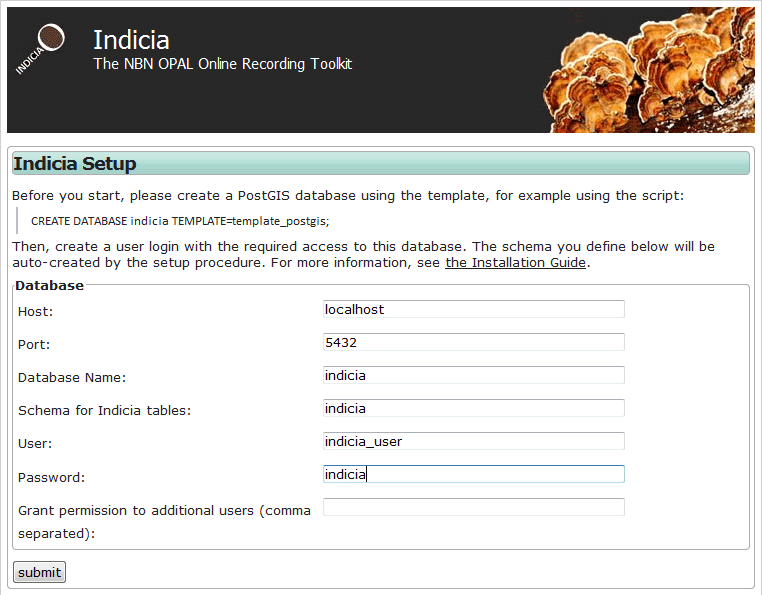 INDICIA
Indicia
The NBN OPAL Online Recording Toolkit
Indicia Setup
Before you start, please create a PostGIS database using the template, for example using the script:
CREATE DATABASE indicia TEMPLATE=template_postgis;
Then, create a user login with the required access to this database. The schema you define below will be
auto-created by the setup procedure. For more information, see the Installation Guide.
Database
Host: localhost
Port: 5432
Database Name: indicia
Schema for Indicia tables: indicia
User: indicia_user
Password: indicia
Grant permission to additional users (comma
separated):
submit